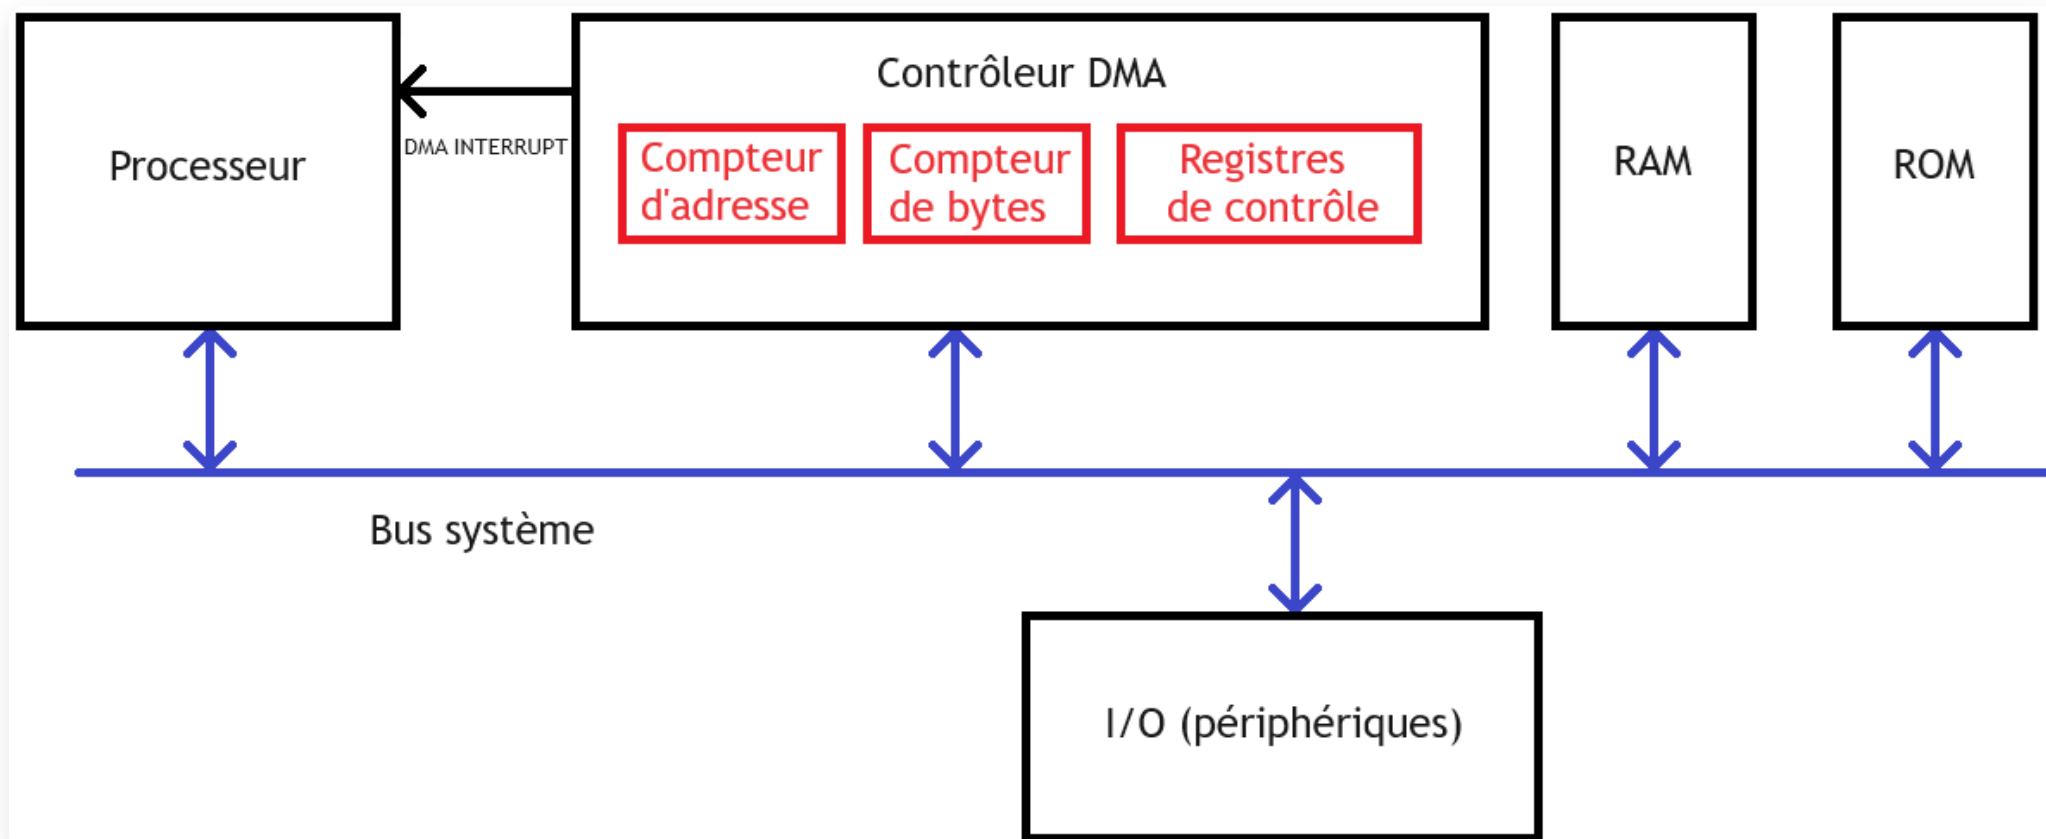 Processeur
DMA INTERRUPT
Contrôleur DMA
Compteur
d'adresse
Compteur
de bytes
Registres
de contrôle
RAM
ROM
Bus système
I/O (périphériques)